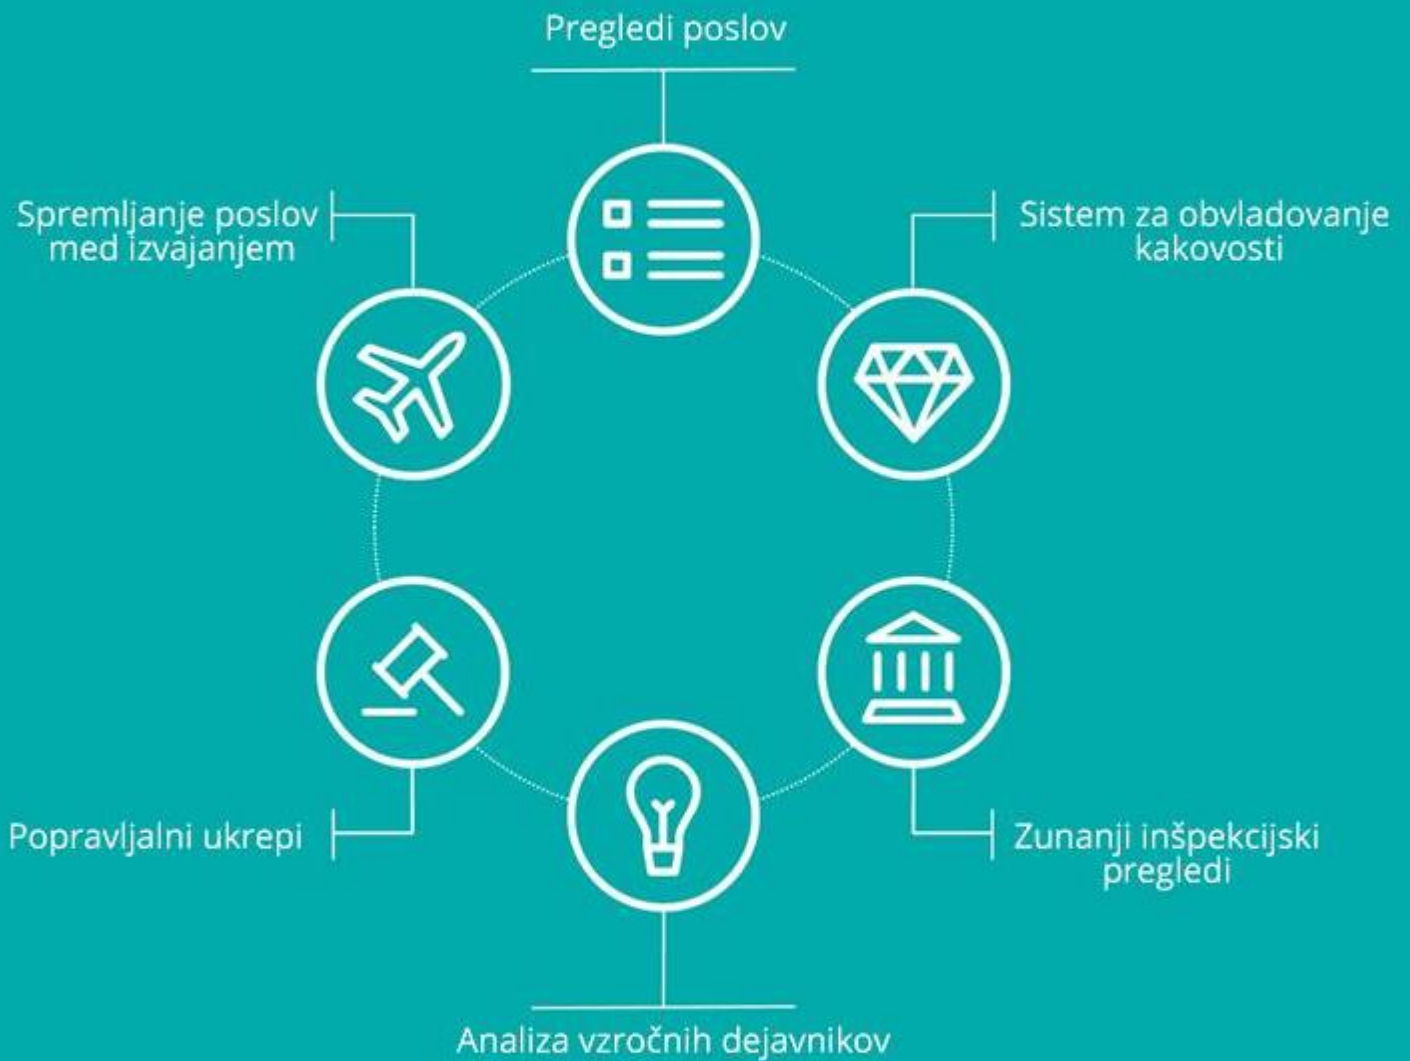 Pregledi poslov
Spremljanje poslov
med izvajanjem
Sistem za obvladovanje
kakovosti
Popravljalni ukrepi
Zunanji inšpekcijski
pregledi
Analiza vzročnih dejavnikov